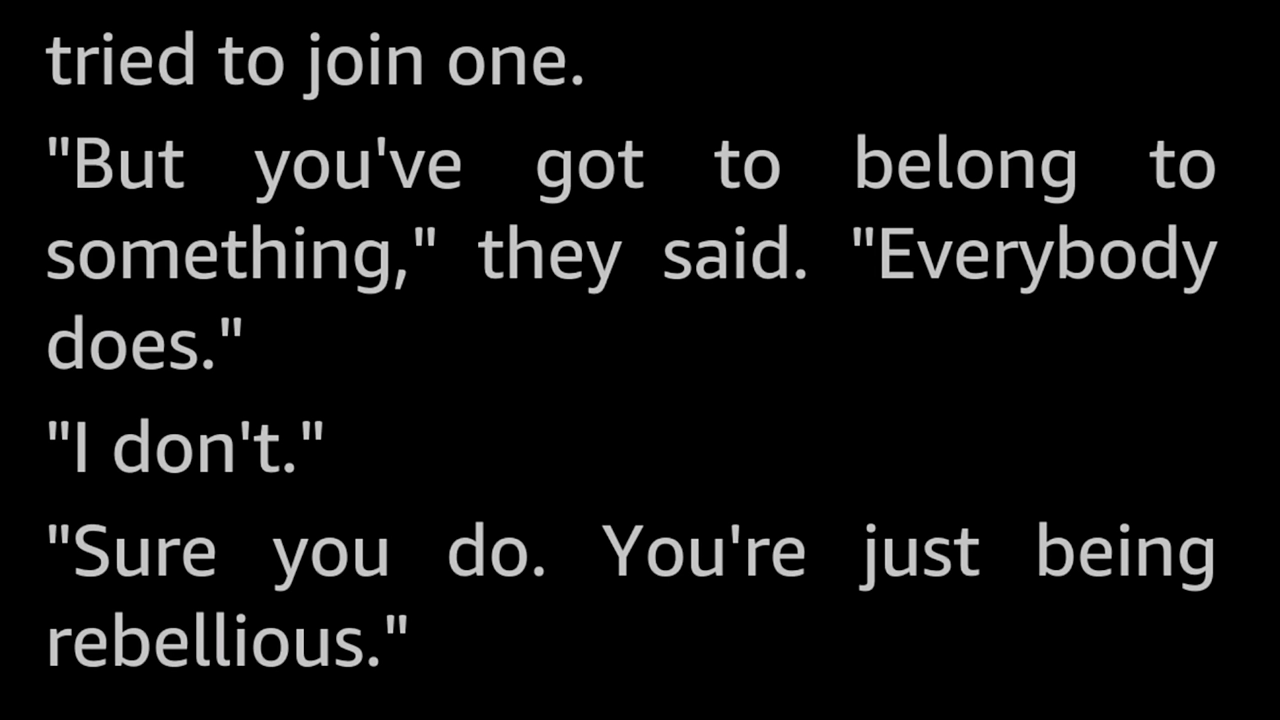 tried to join one.
"But you've got to belong to
something," they said. "Everybody
does."
"I don't."
"Sure you do. You're just being
rebellious."